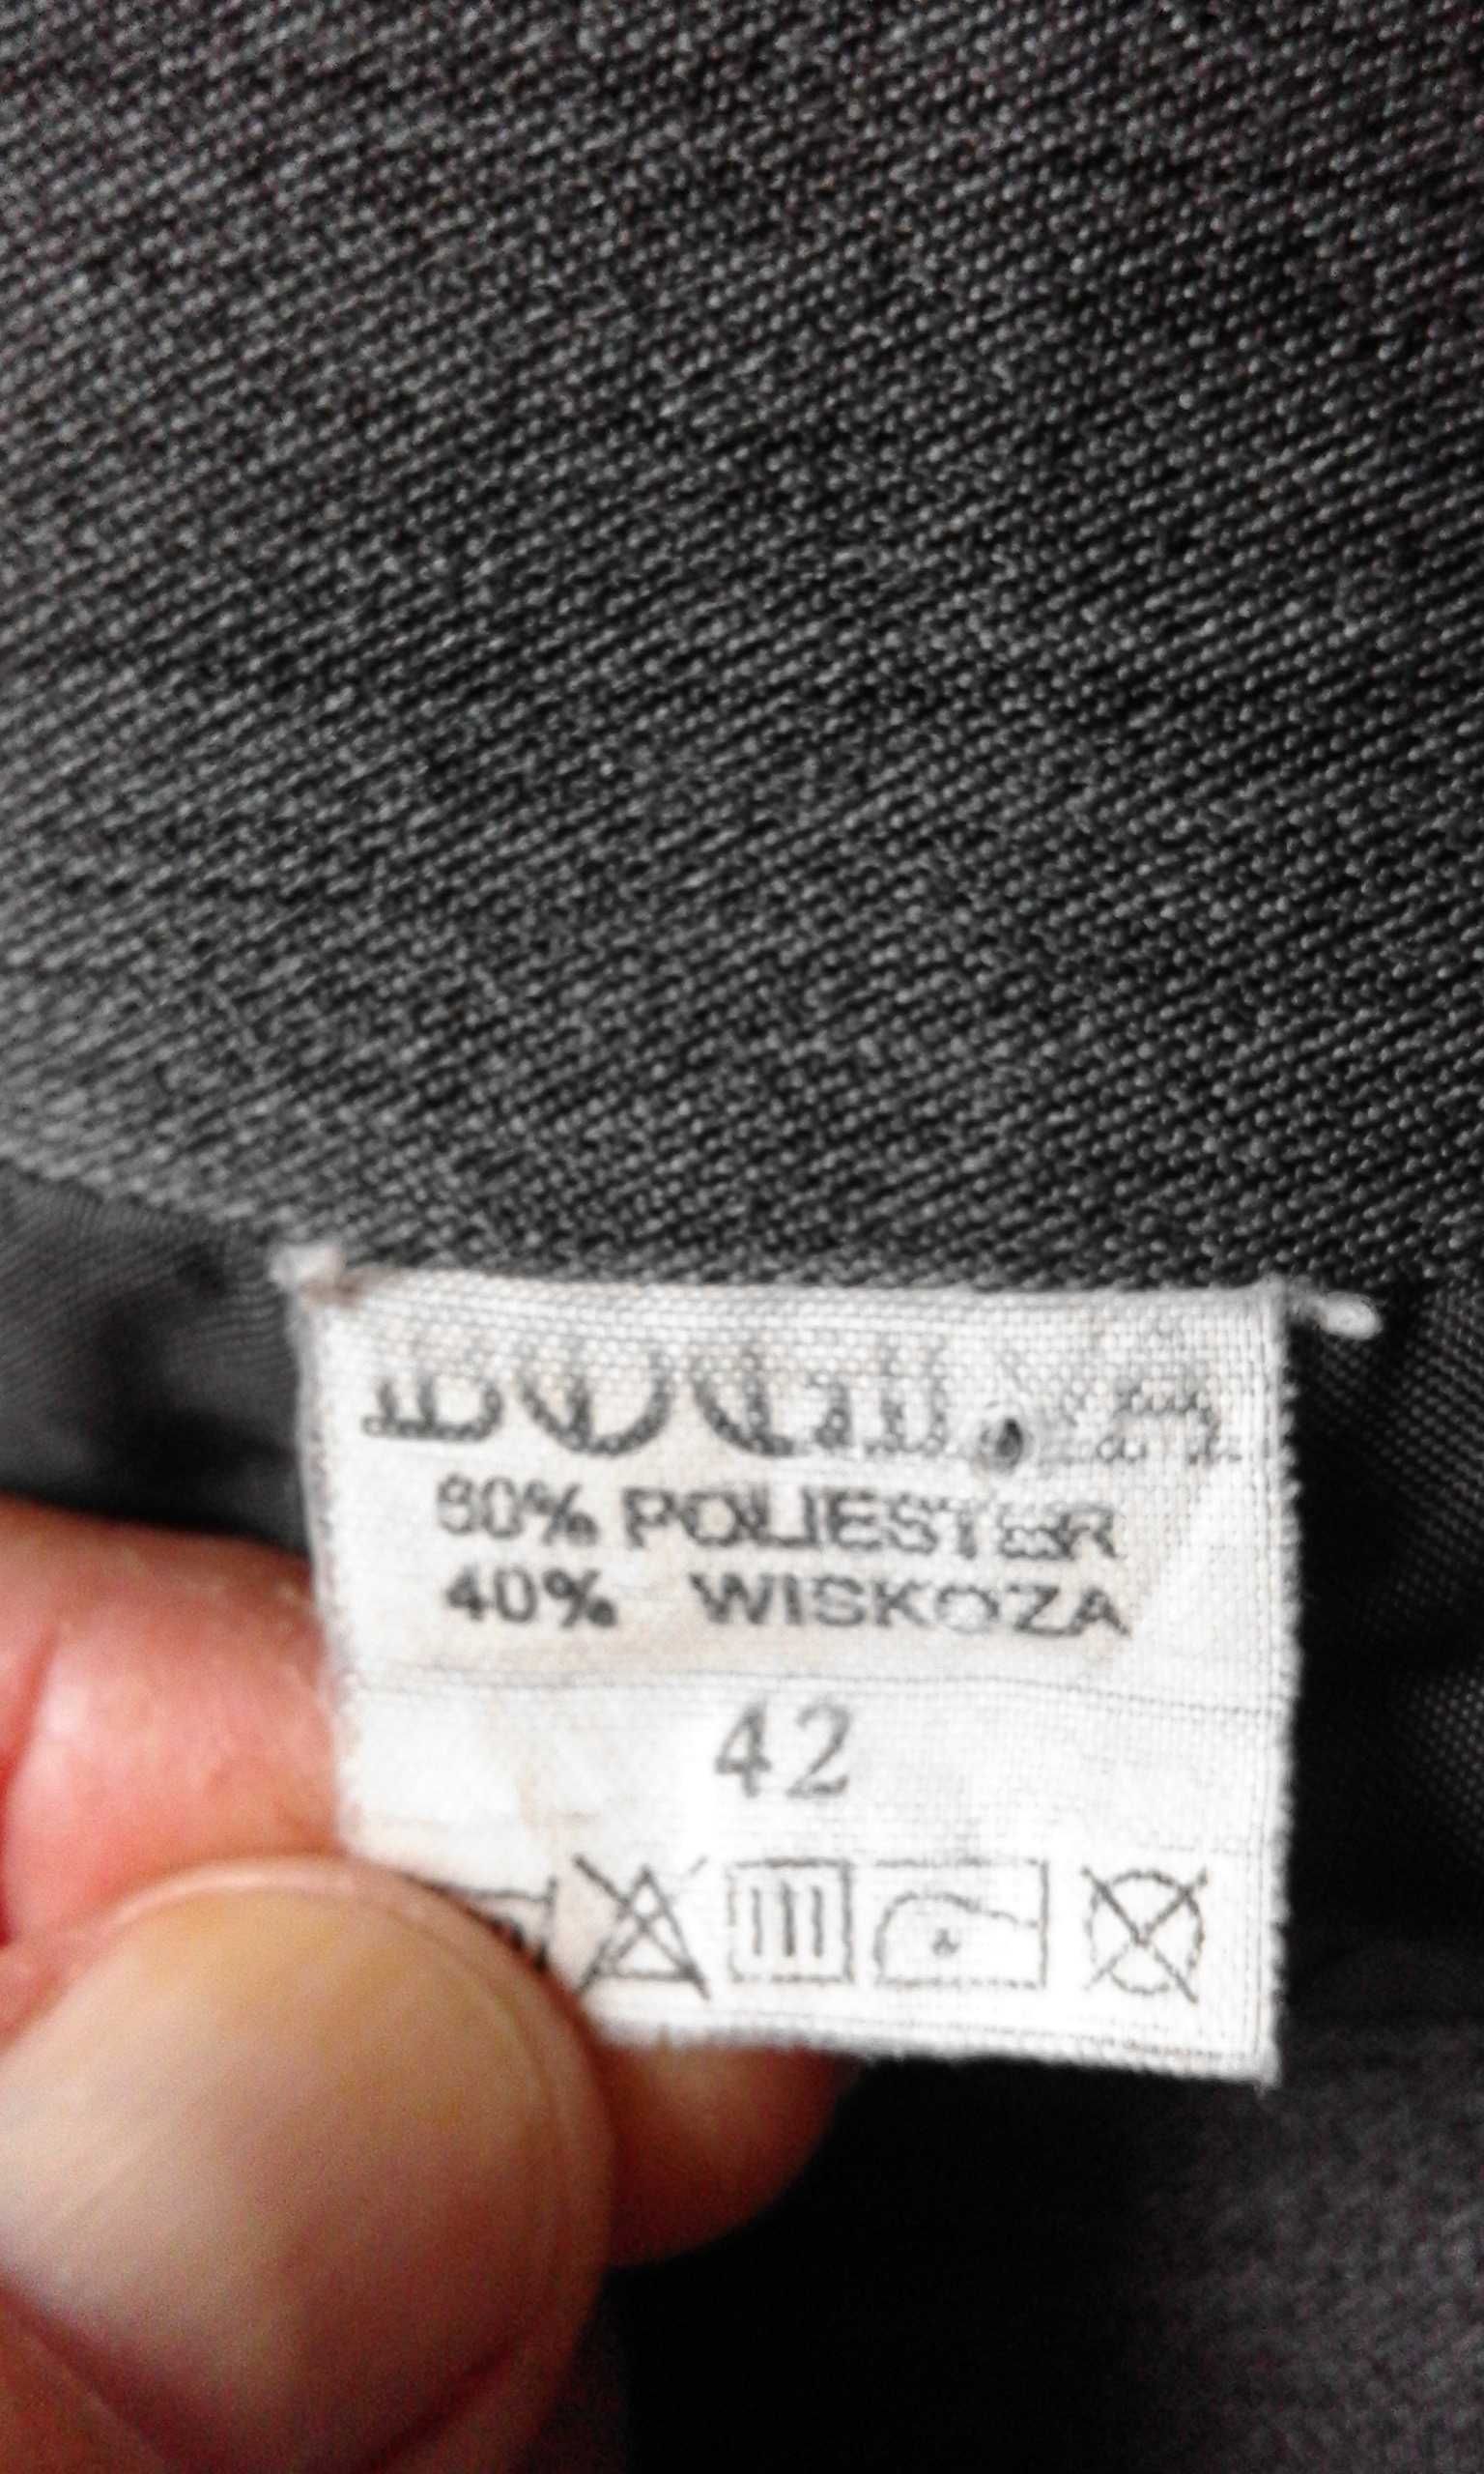 60% POLIESTER
40% WISKOZA
42